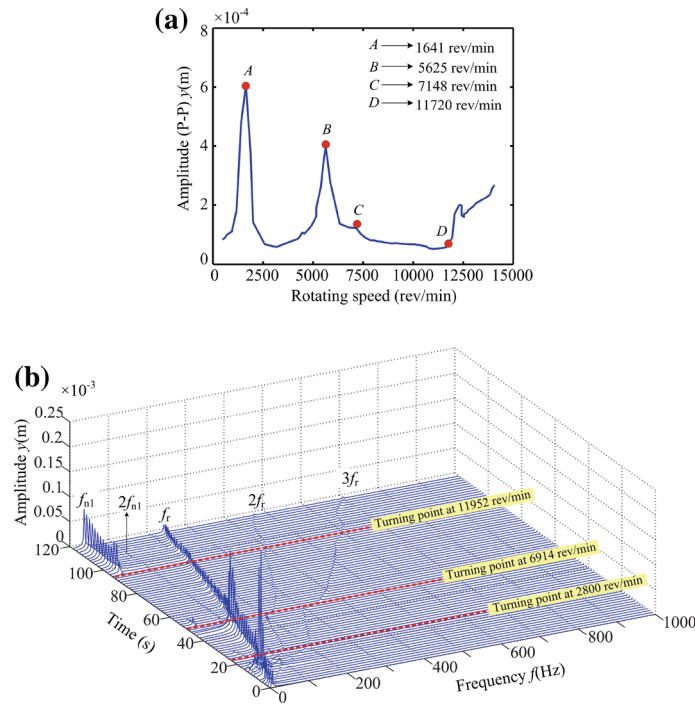 (a)
×10⁻⁴
8
6
4
2
0
Amplitude (P-P) y(m)
A → 1641 rev/min
B → 5625 rev/min
C → 7148 rev/min
D → 11720 rev/min
A
B
C
D
0 2500 5000 7500 10000 12500 15000
Rotating speed (rev/min)
(b)
×10⁻³
0.25
0.2
0.15
0.1
0.05
0
Amplitude y(m)
fn1
2fn1
fr
2fr
3fr
Turning point at 11952 rev/min
Turning point at 6914 rev/min
Turning point at 2800 rev/min
120
100
80
60
40
20
0
Time (s)
0
200
400
600
800
1000
Frequency f(Hz)